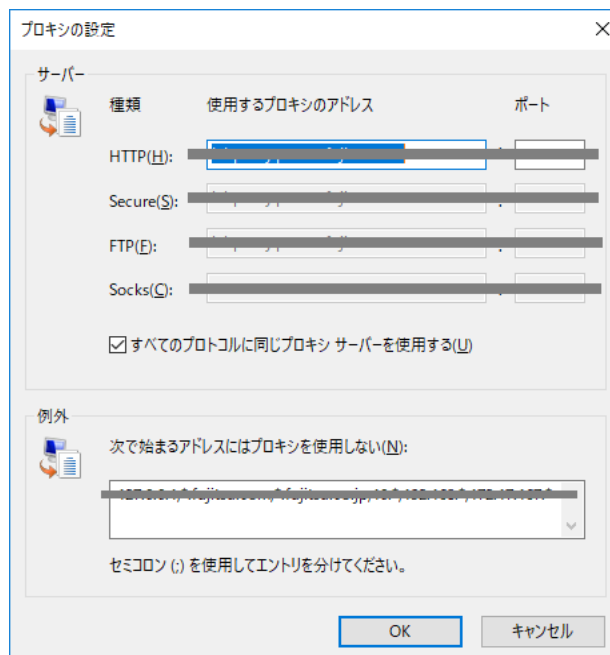 プロキシの設定
サーバー
種類 使用するプロキシのアドレス ポート
HTTP(H):
Secure(S):
FTP(F):
Socks(C):
すべてのプロトコルに同じプロキシ サーバーを使用する(U)
例外
次で始まるアドレスにはプロキシを使用しない(N):
セミコロン (;) を使用してエントリを分けてください。
OK キャンセル